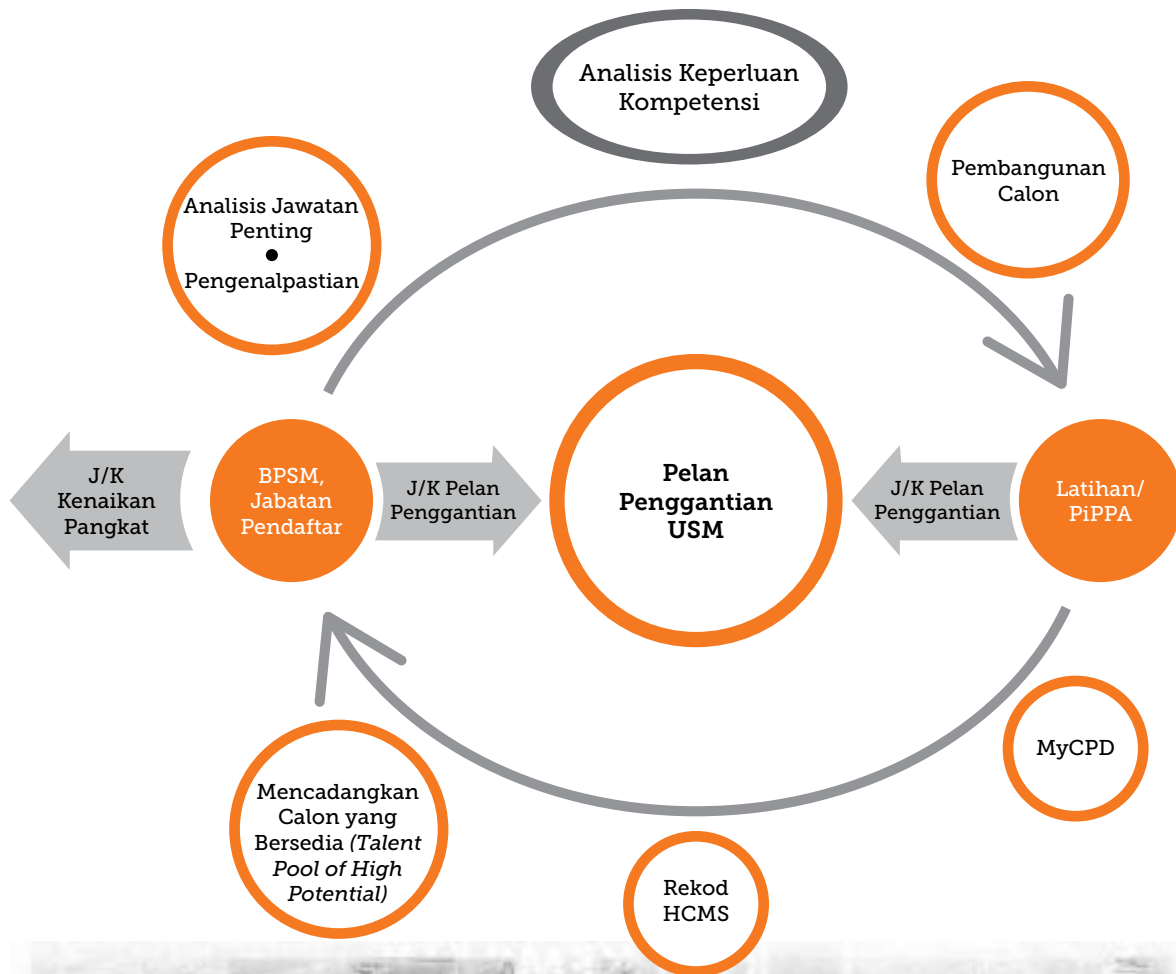 Analisis Keperluan
Kompetensi
Pembangunan
Calon
Analisis Jawatan
Penting
●
Pengenalpastian
J/K
Kenaikan
Pangkat
BPSM,
Jabatan
Pendaftar
J/K Pelan
Penggantian
Pelan
Penggantian
USM
J/K Pelan
Penggantian
Latihan/
PiPPA
MyCPD
Mencadangkan
Calon yang
Bersedia (Talent
Pool of High
Potential)
Rekod
HCMS